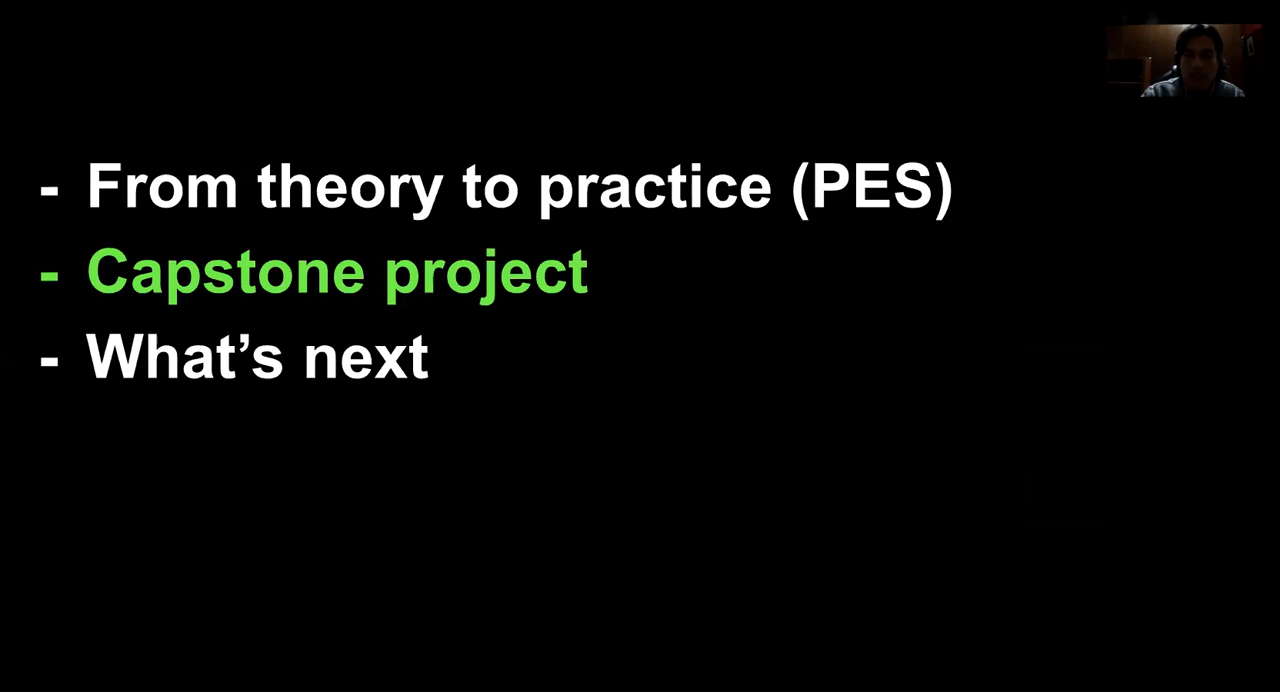 - From theory to practice (PES)
- Capstone project
- What’s next